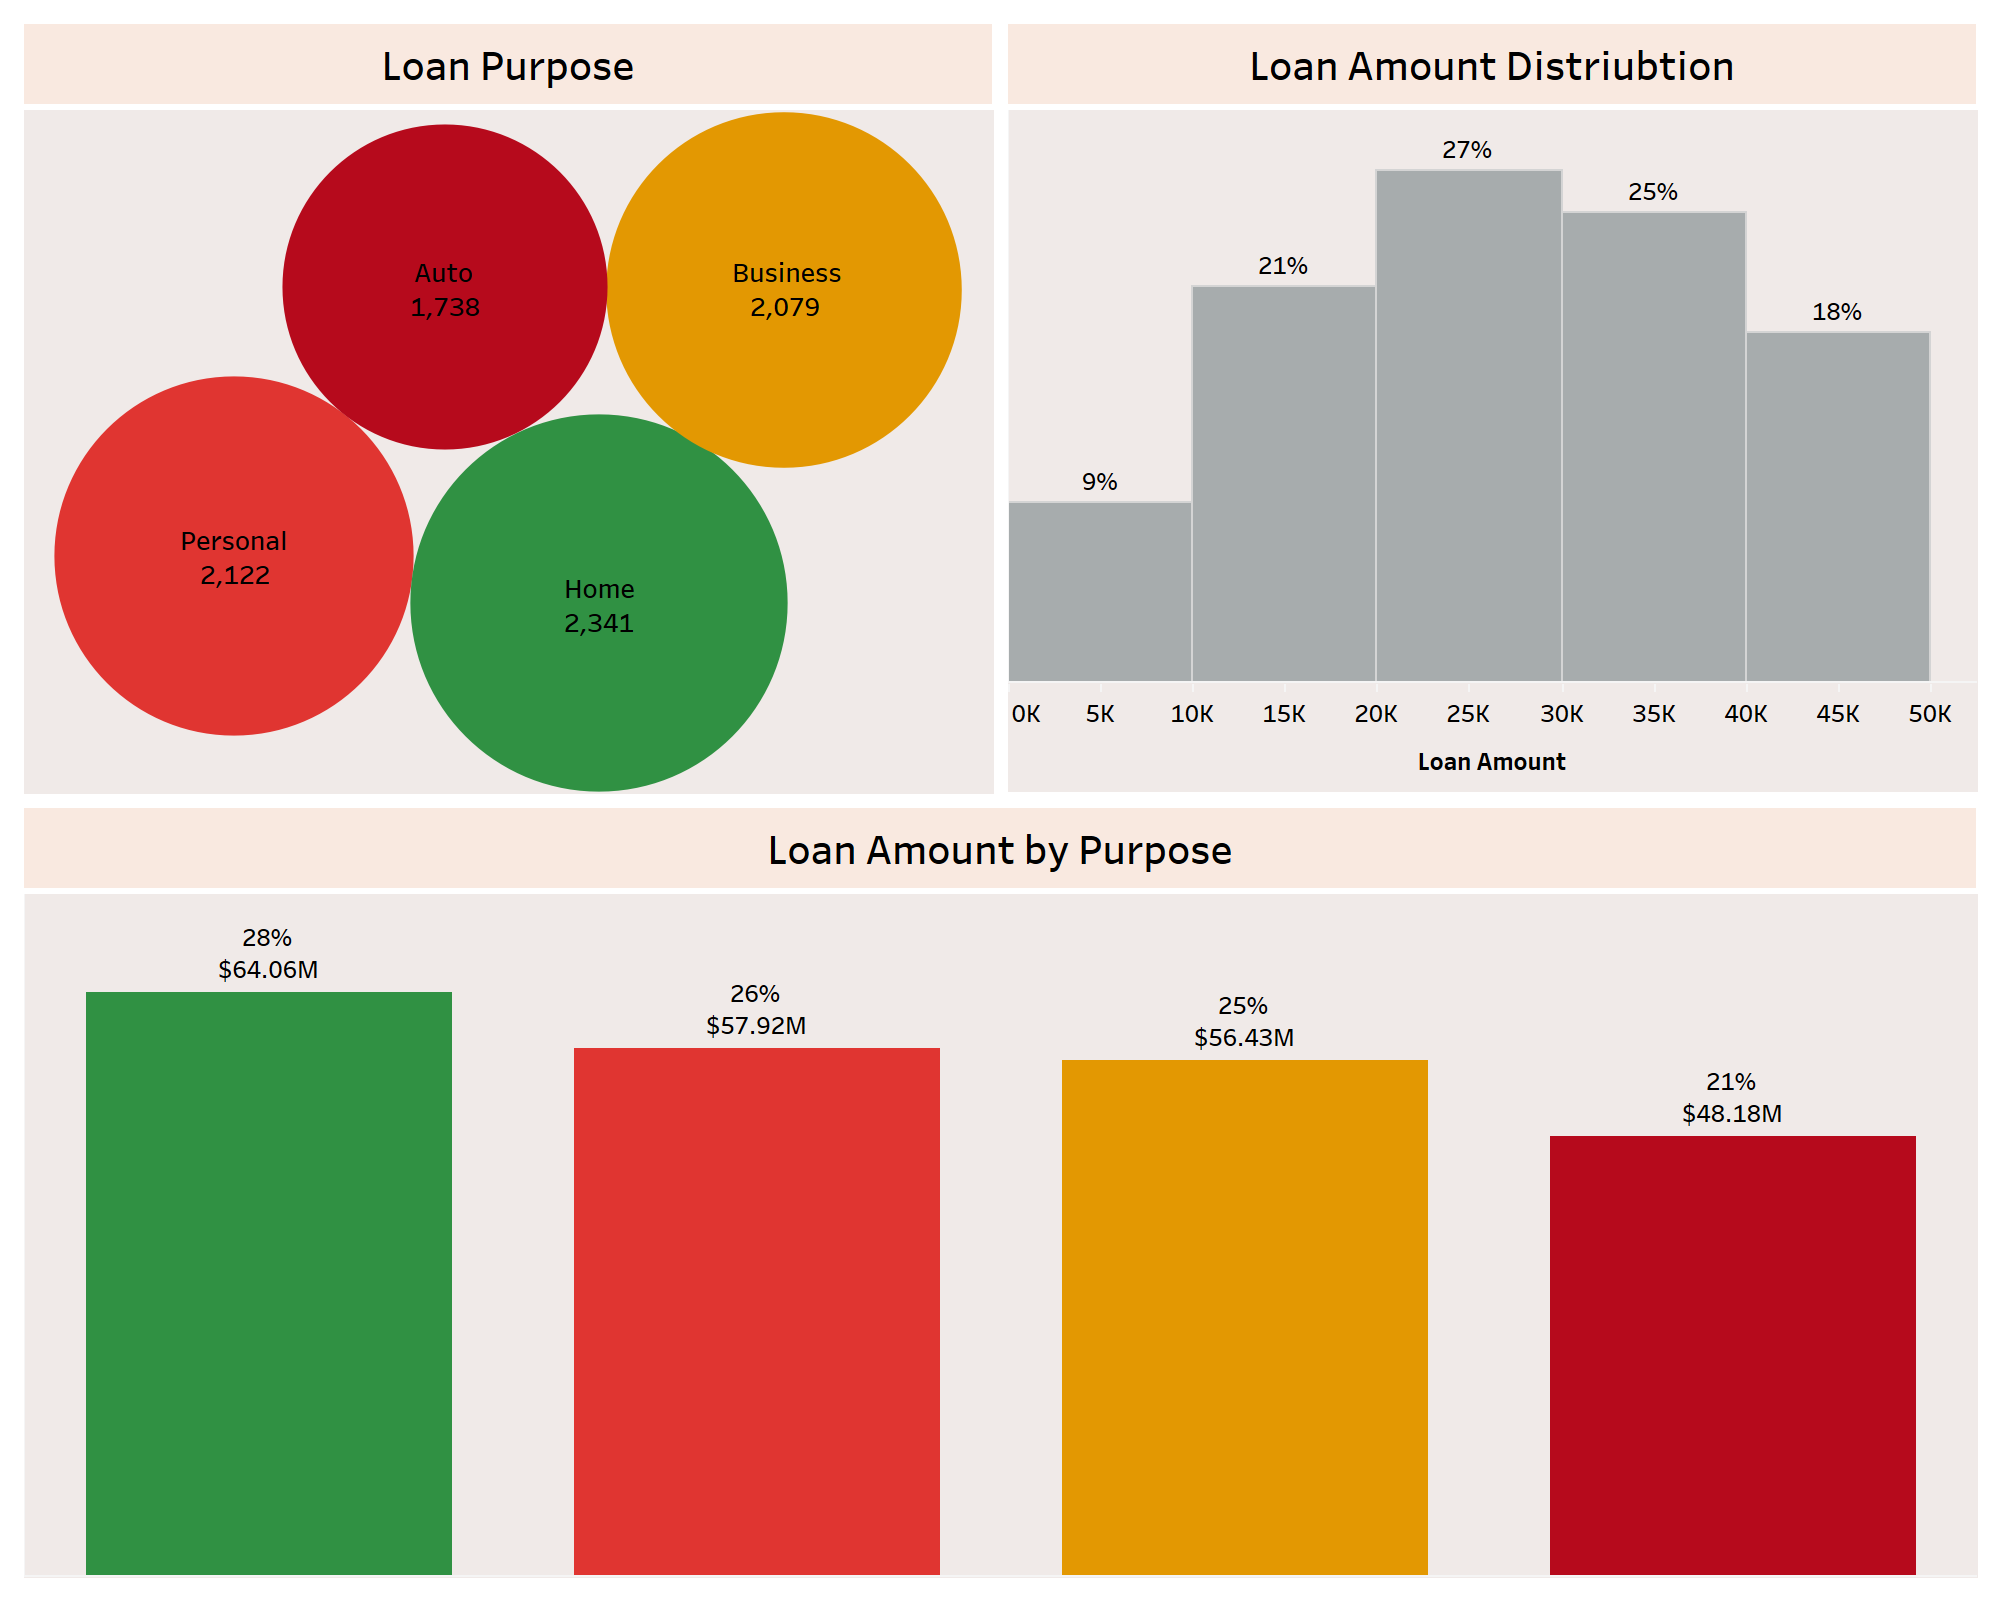 Loan Purpose
Auto
1,738
Business
2,079
Personal
2,122
Home
2,341
Loan Amount Distriubtion
27%
25%
21%
18%
9%
0K 5K 10K 15K 20K 25K 30K 35K 40K 45K 50K
Loan Amount
Loan Amount by Purpose
28%
$64.06M
26%
$57.92M
25%
$56.43M
21%
$48.18M